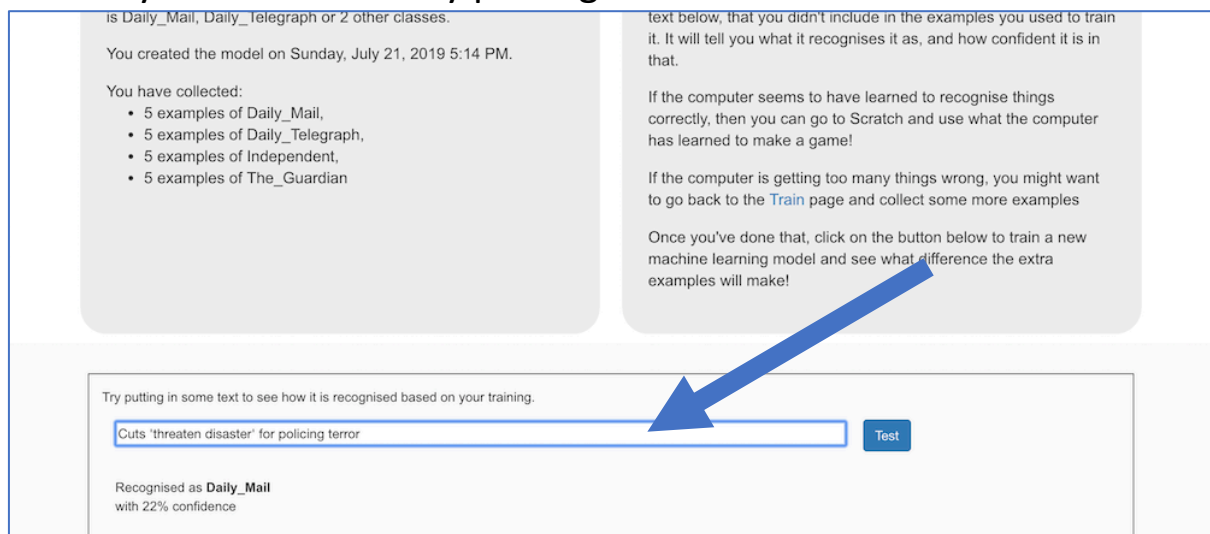 is Daily_Mail, Daily_Telegraph or 2 other classes.
You created the model on Sunday, July 21, 2019 5:14 PM.
You have collected:
• 5 examples of Daily_Mail,
• 5 examples of Daily_Telegraph,
• 5 examples of Independent,
• 5 examples of The_Guardian
text below, that you didn't include in the examples you used to train
it. It will tell you what it recognises it as, and how confident it is in
that.
If the computer seems to have learned to recognise things
correctly, then you can go to Scratch and use what the computer
has learned to make a game!
If the computer is getting too many things wrong, you might want
to go back to the Train page and collect some more examples
Once you've done that, click on the button below to train a new
machine learning model and see what difference the extra
examples will make!
Try putting in some text to see how it is recognised based on your training.
Cuts 'threaten disaster' for policing terror
Test
Recognised as Daily_Mail
with 22% confidence